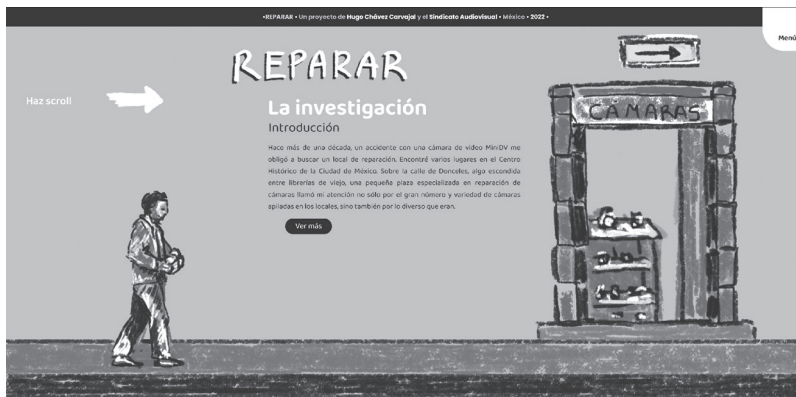 •REPARAR • Un proyecto de Hugo Chávez Carvajal y el Sindicato Audiovisual • México • 2022 •
Menú
REPARAR
Haz scroll
La investigación
Introducción
Hace más de una década, un accidente con una cámara de video MiniDV me
obligó a buscar un local de reparación. Encontré varios lugares en el Centro
Histórico de la Ciudad de México. Sobre la calle de Donceles, algo escondida
entre librerías de viejo, una pequeña plaza especializada en reparación de
cámaras llamó mi atención no sólo por el gran número y variedad de cámaras
apiladas en los locales, sino también por lo diverso que eran.
Ver más
CAMARAS